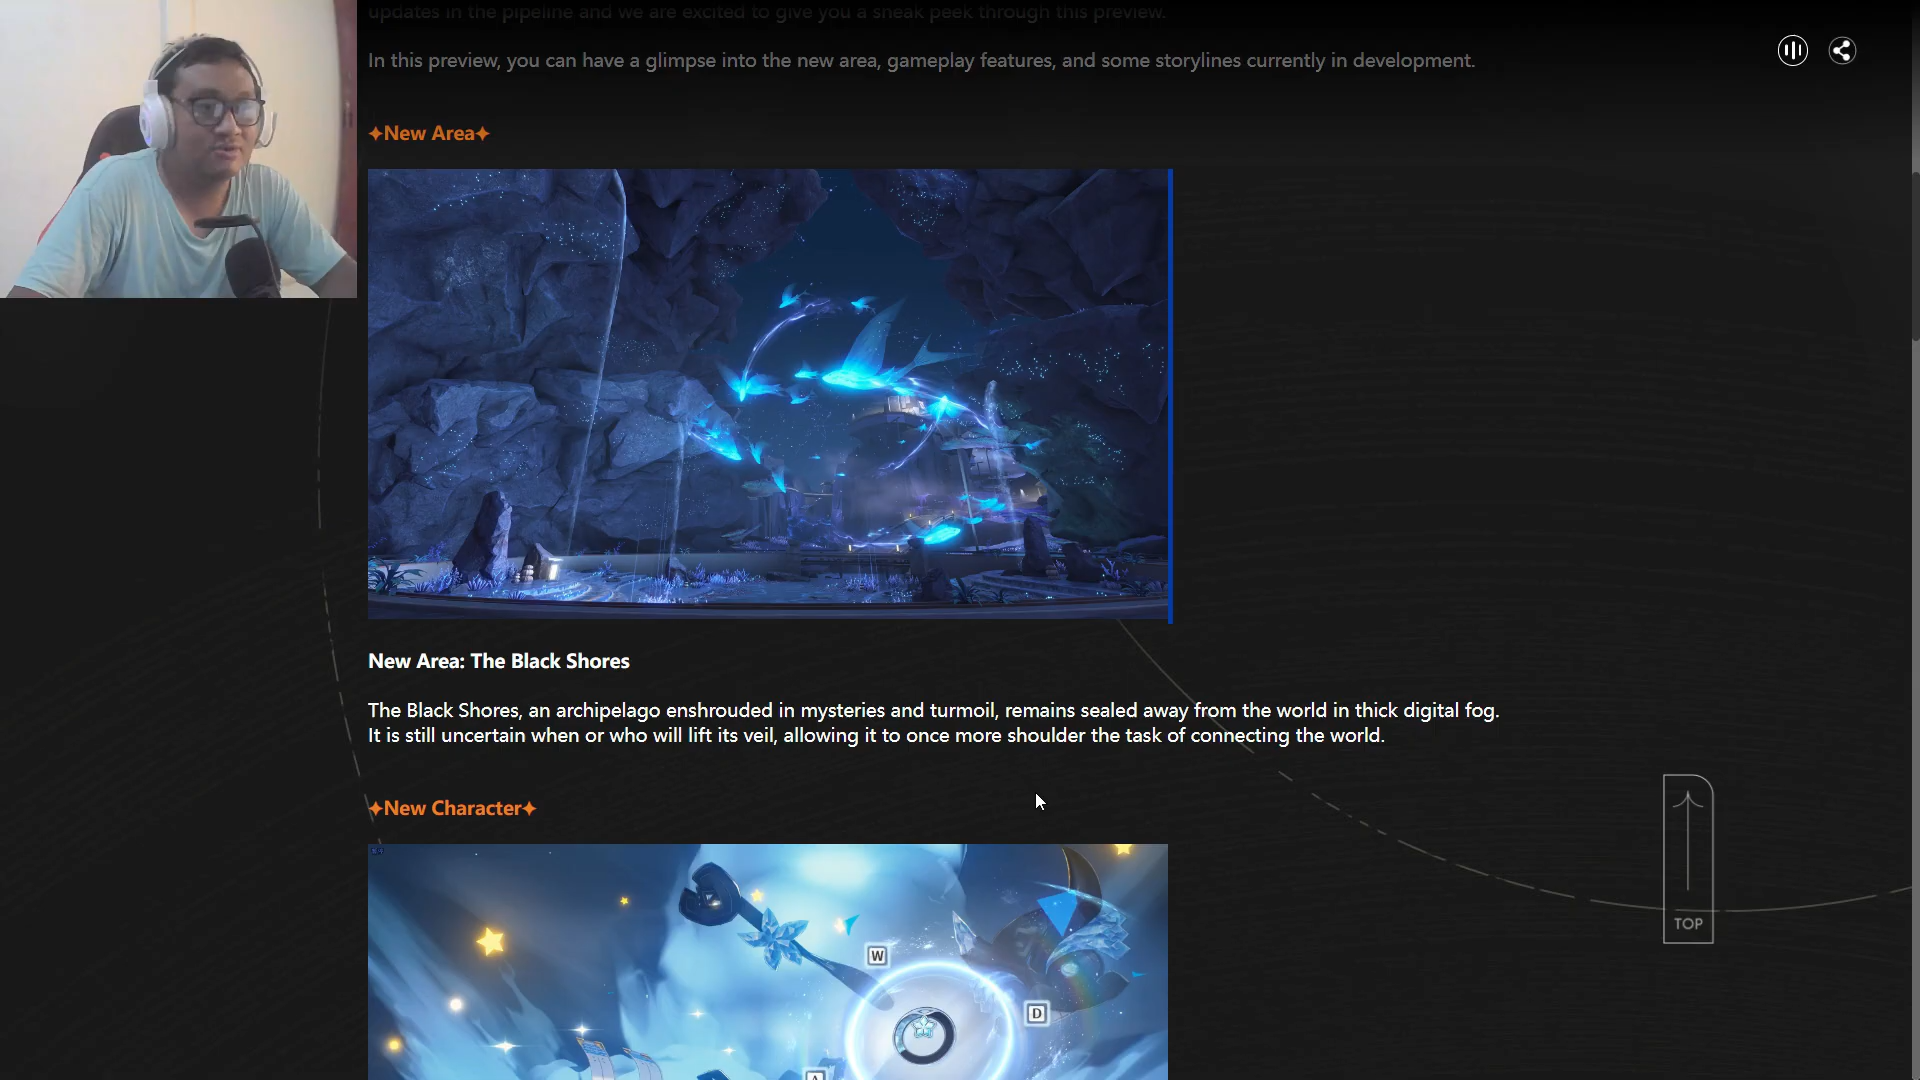 updates in the pipeline and we are excited to give you a sneak peek through this preview.
In this preview, you can have a glimpse into the new area, gameplay features, and some storylines currently in development.
✦New Area✦
New Area: The Black Shores
The Black Shores, an archipelago enshrouded in mysteries and turmoil, remains sealed away from the world in thick digital fog.
It is still uncertain when or who will lift its veil, allowing it to once more shoulder the task of connecting the world.
✦New Character✦
W
D
A
TOP